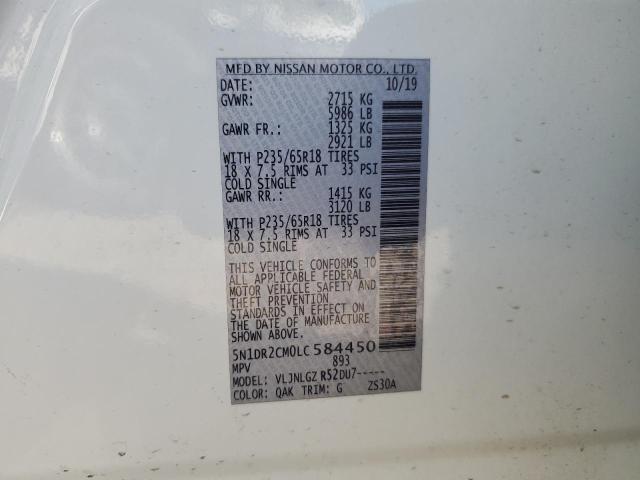 MFD BY NISSAN MOTOR CO., LTD.
DATE: 10/19
GVWR: 2715 KG
5986 LB
GAWR FR.: 1325 KG
2921 LB
WITH P235/65R18 TIRES
18 X 7.5 RIMS AT 33 PSI
COLD SINGLE
GAWR RR.: 1415 KG
3120 LB
WITH P235/65R18 TIRES
18 X 7.5 RIMS AT 33 PSI
COLD SINGLE
THIS VEHICLE CONFORMS TO
ALL APPLICABLE FEDERAL
MOTOR VEHICLE SAFETY AND
THEFT PREVENTION
STANDARDS IN EFFECT ON
THE DATE OF MANUFACTURE
SHOWN ABOVE.
5N1DR2CM0LC584450
MPV 893
MODEL: VLJNLGZ R52DU7-----
COLOR: QAK TRIM: G ZS30A